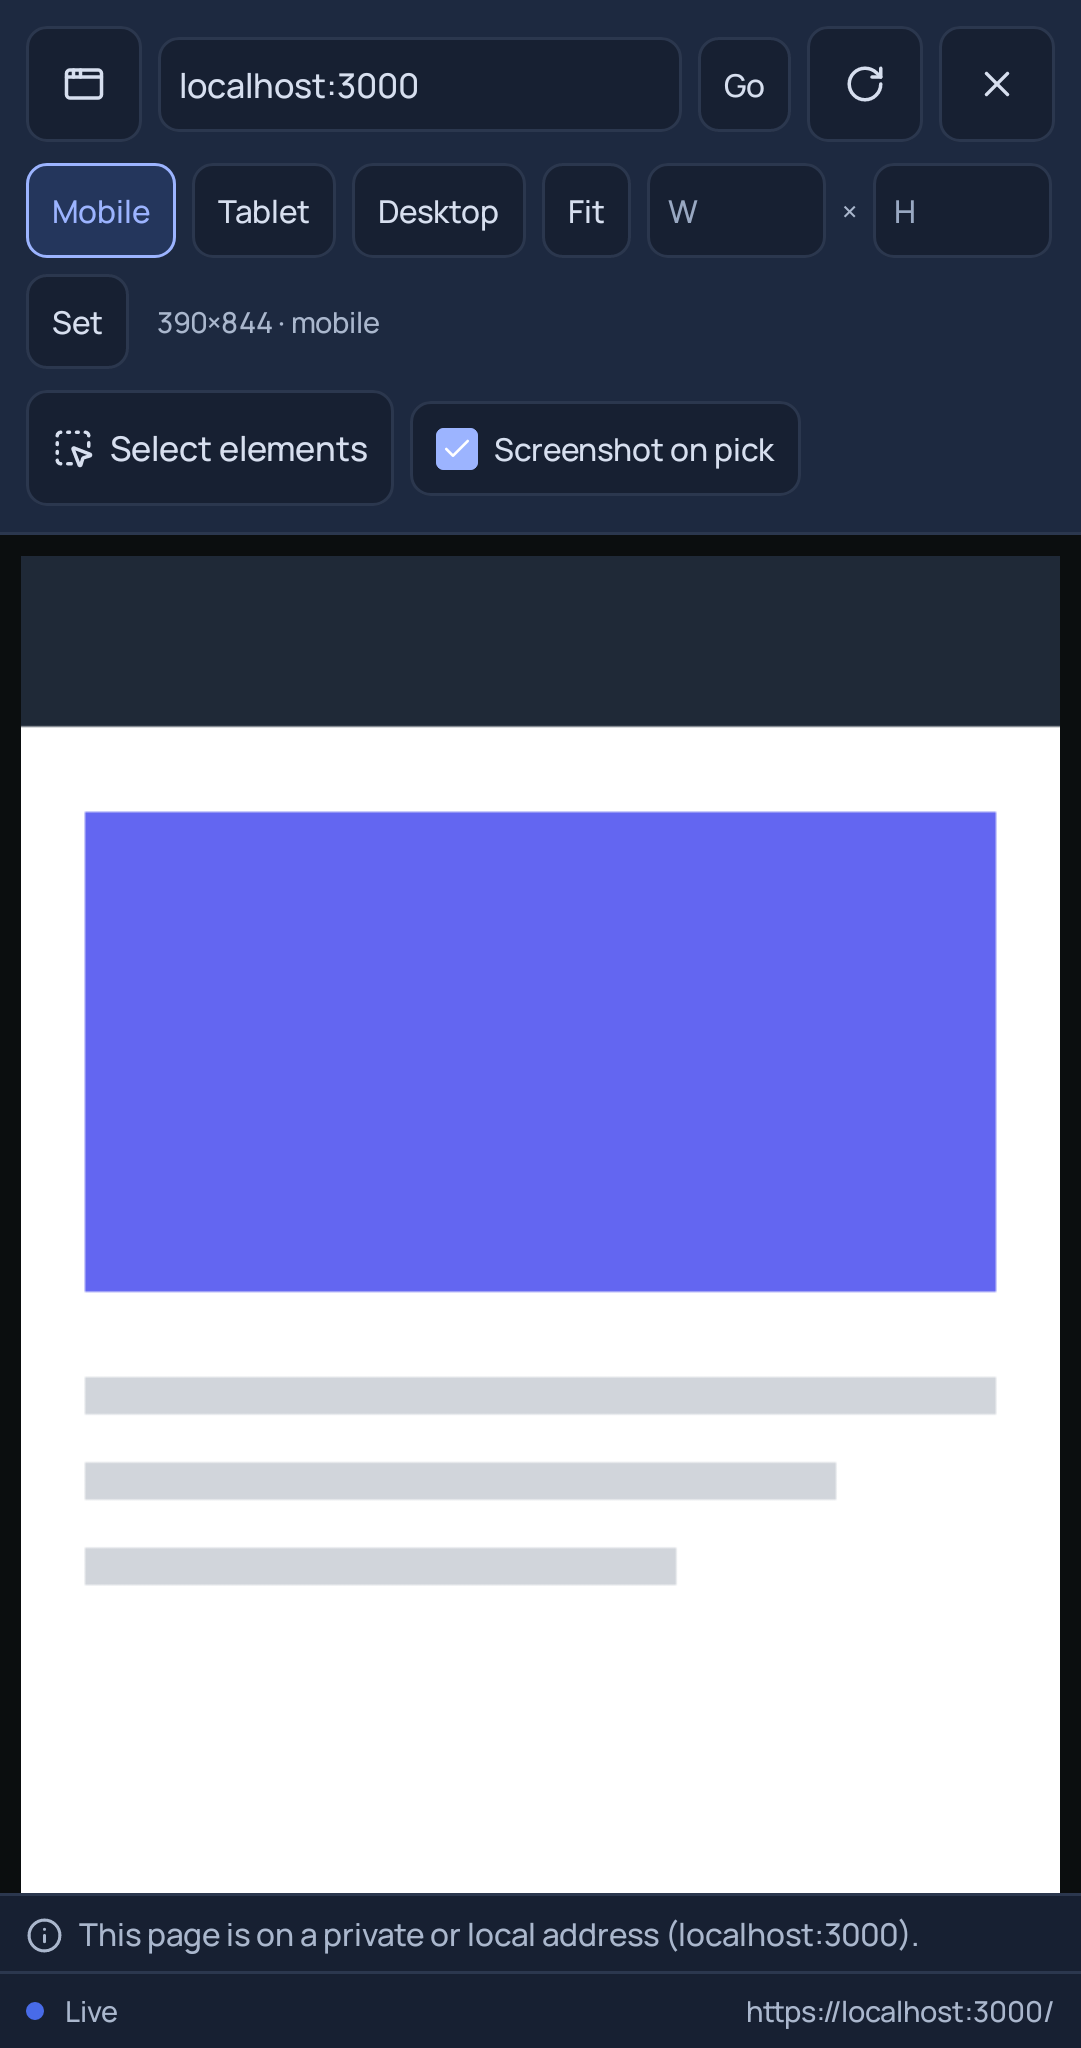 localhost:3000 Go
Mobile Tablet Desktop Fit W × H
Set 390×844 · mobile
Select elements Screenshot on pick
This page is on a private or local address (localhost:3000).
Live https://localhost:3000/